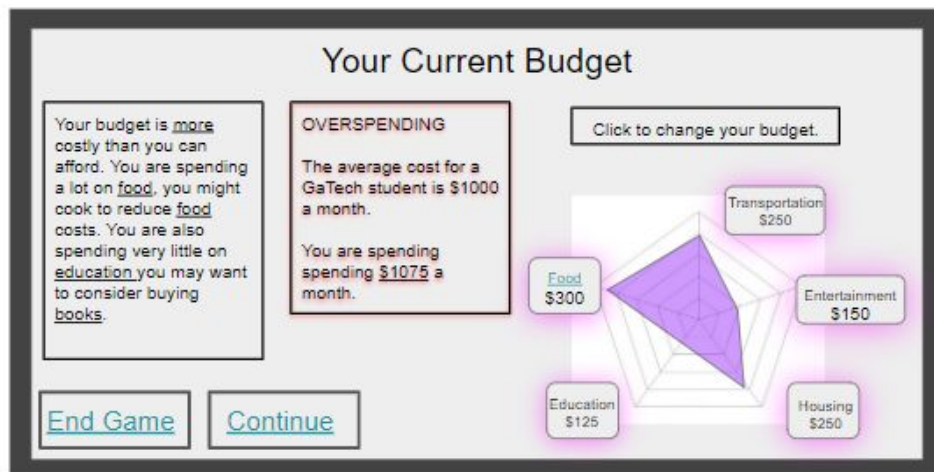 Your Current Budget
Your budget is more
costly than you can
afford. You are spending
a lot on food, you might
cook to reduce food
costs. You are also
spending very little on
education you may want
to consider buying
books.
OVERSPENDING
The average cost for a
GaTech student is $1000
a month.
You are spending
spending $1075 a
month.
Click to change your budget.
Transportation
$250
Food
$300
Entertainment
$150
Education
$125
Housing
$250
End Game
Continue